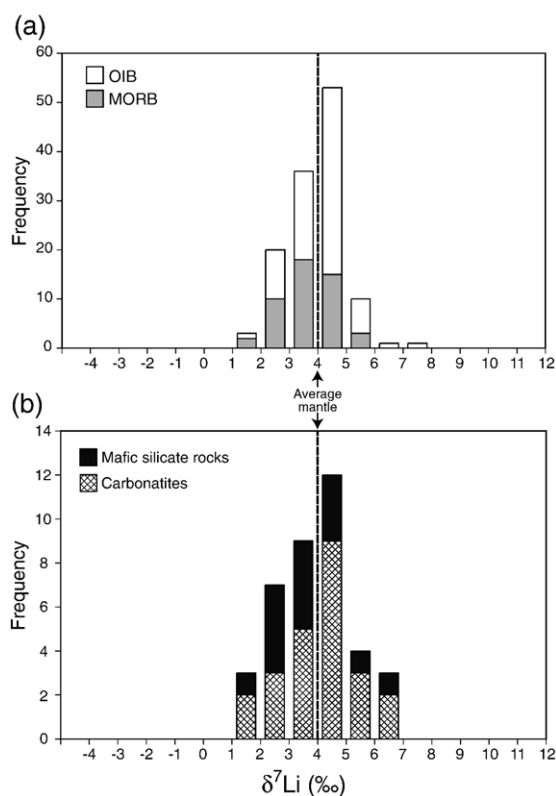 (a)
60
50
40
30
20
10
0
Frequency
OIB
MORB
-4 -3 -2 -1 0 1 2 3 4 5 6 7 8 9 10 11 12
Average
mantle
(b)
14
12
10
8
6
4
2
0
Frequency
Mafic silicate rocks
Carbonatites
-4 -3 -2 -1 0 1 2 3 4 5 6 7 8 9 10 11 12
δ⁷Li (‰)